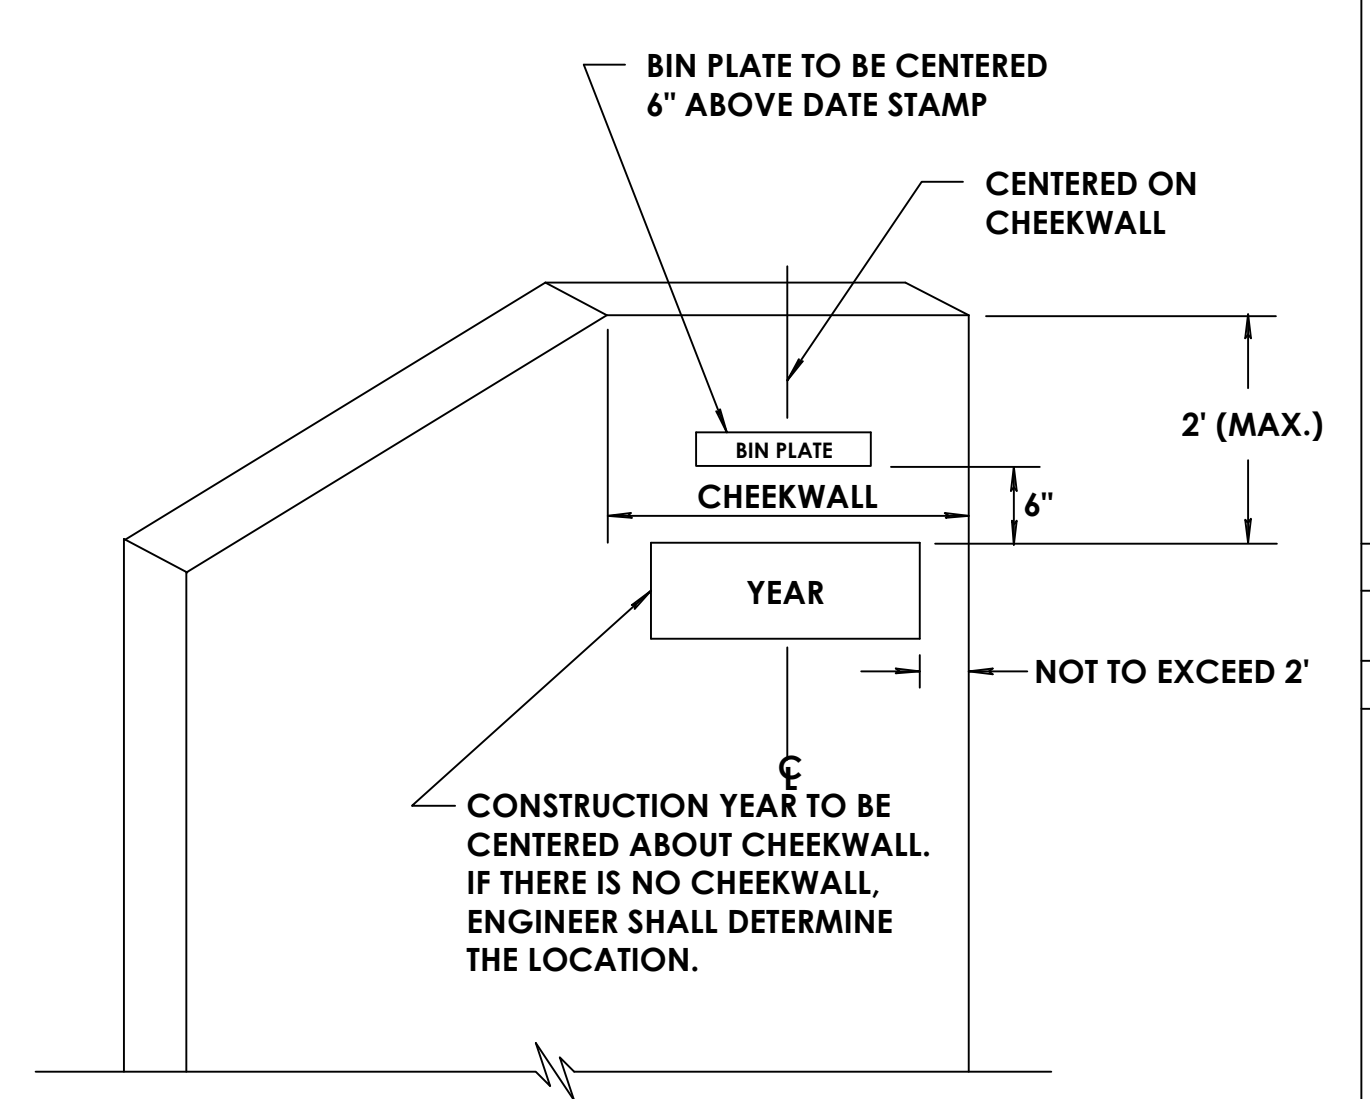 BIN PLATE TO BE CENTERED
6" ABOVE DATE STAMP
CENTERED ON
CHEEKWALL
2' (MAX.)
BIN PLATE
CHEEKWALL
6"
YEAR
NOT TO EXCEED 2'
℄
CONSTRUCTION YEAR TO BE
CENTERED ABOUT CHEEKWALL.
IF THERE IS NO CHEEKWALL,
ENGINEER SHALL DETERMINE
THE LOCATION.